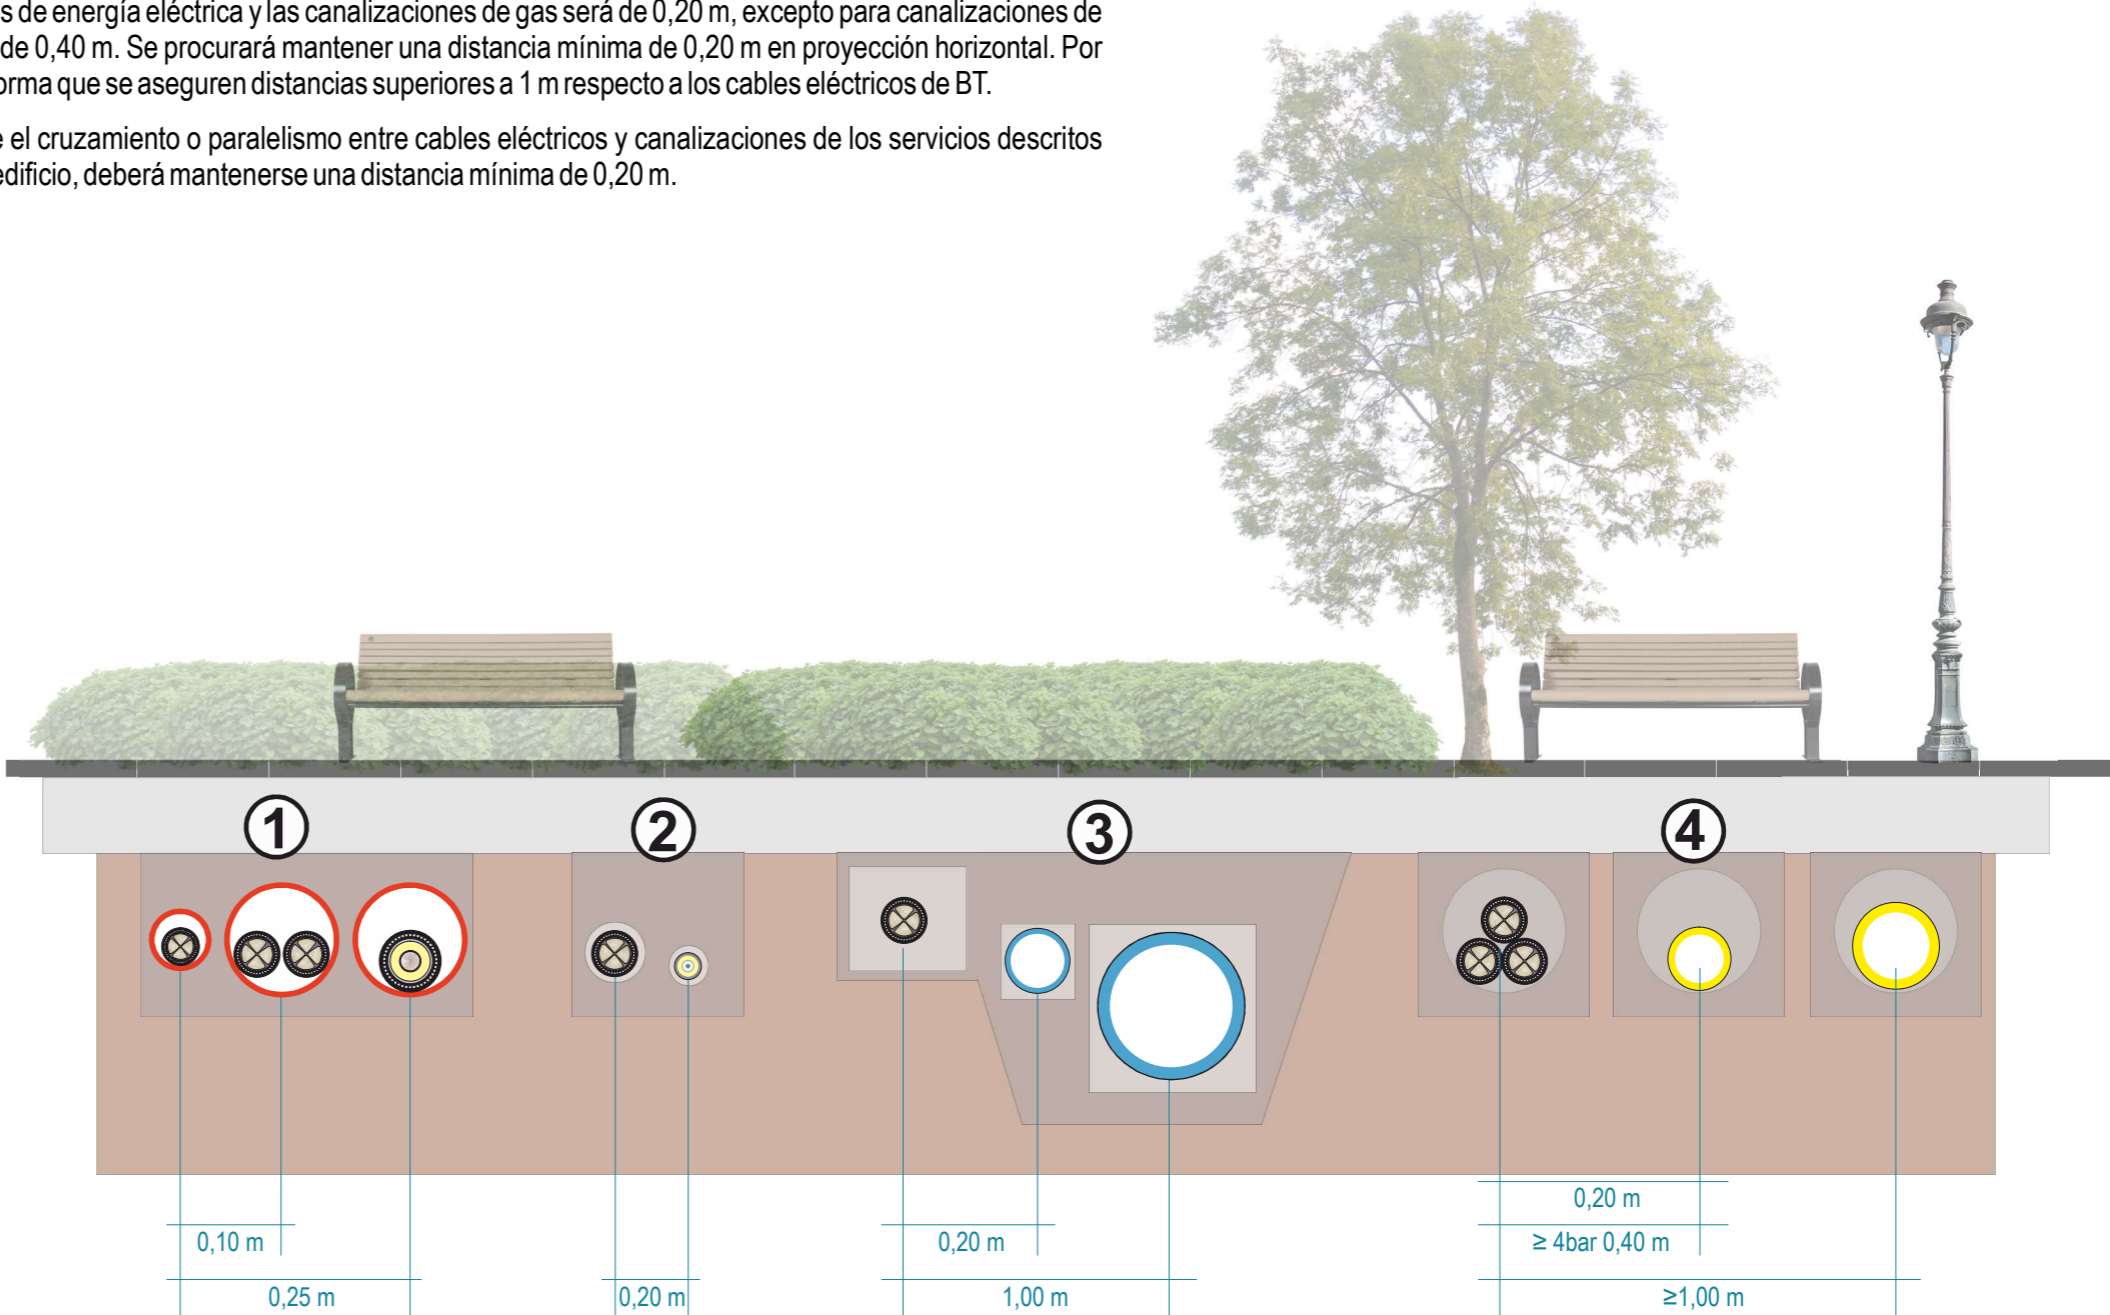 s de energía eléctrica y las canalizaciones de gas será de 0,20 m, excepto para canalizaciones de
de 0,40 m. Se procurará mantener una distancia mínima de 0,20 m en proyección horizontal. Por
orma que se aseguren distancias superiores a 1 m respecto a los cables eléctricos de BT.
e el cruzamiento o paralelismo entre cables eléctricos y canalizaciones de los servicios descritos
edificio, deberá mantenerse una distancia mínima de 0,20 m.
1
2
3
4
0,20 m
0,10 m
0,20 m
≥ 4bar 0,40 m
0,25 m
0,20 m
1,00 m
≥1,00 m